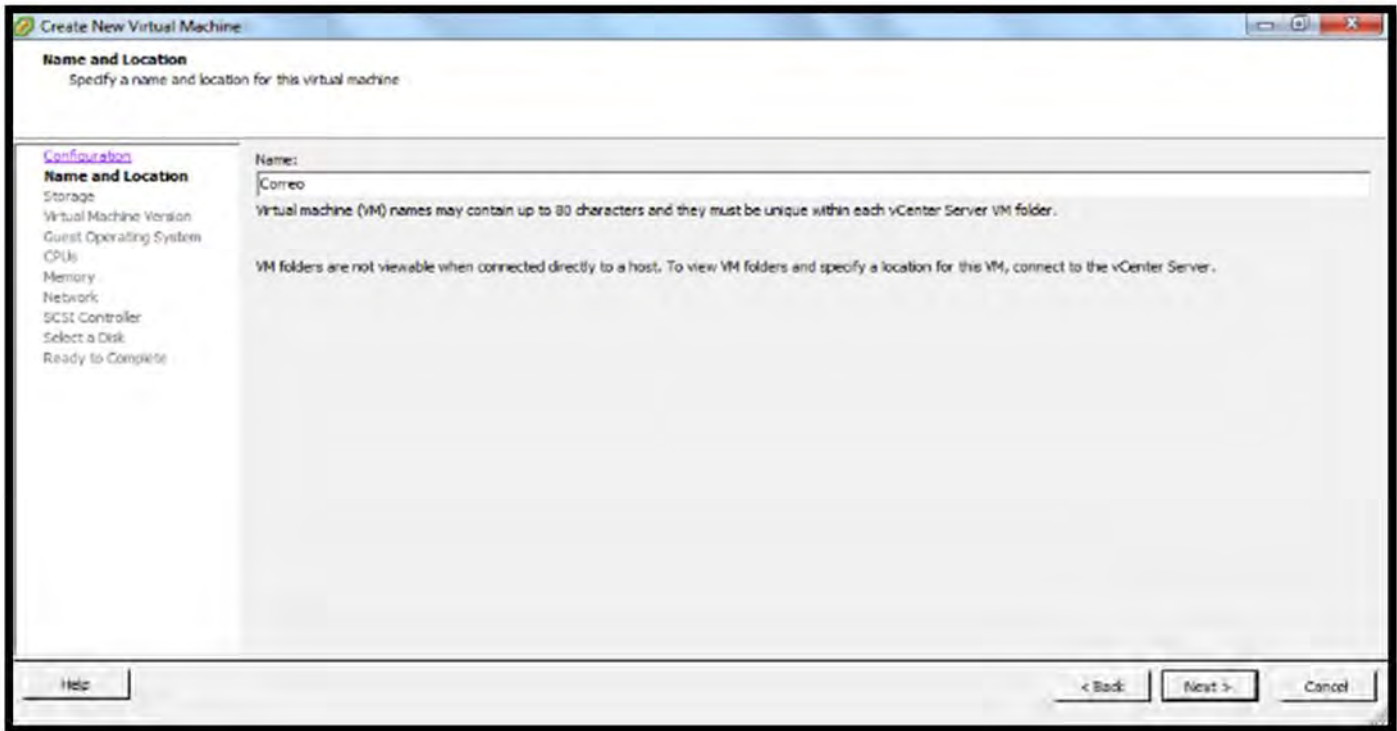 Create New Virtual Machine
Name and Location
Specify a name and location for this virtual machine
Configuration
Name and Location
Storage
Virtual Machine Version
Guest Operating System
CPUs
Memory
Network
SCSI Controller
Select a Disk
Ready to Complete
Name:
Correo
Virtual machine (VM) names may contain up to 80 characters and they must be unique within each vCenter Server VM folder.
VM folders are not viewable when connected directly to a host. To view VM folders and specify a location for this VM, connect to the vCenter Server.
Help
< Back
Next >
Cancel